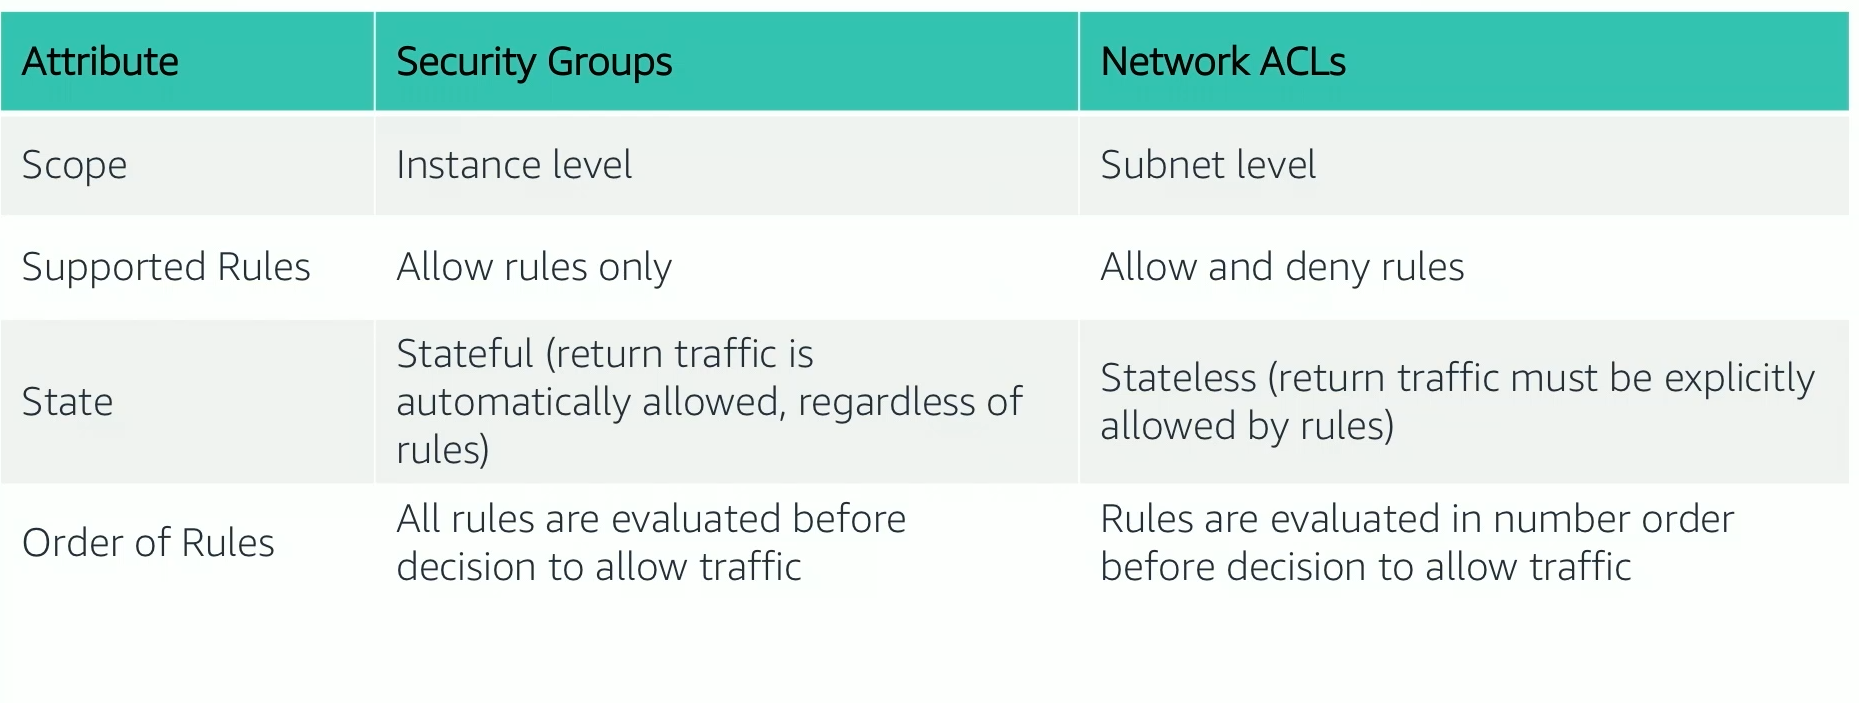 Attribute
Security Groups
Network ACLs
Scope
Instance level
Subnet level
Supported Rules
Allow rules only
Allow and deny rules
State
Stateful (return traffic is
automatically allowed, regardless of
rules)
Stateless (return traffic must be explicitly
allowed by rules)
Order of Rules
All rules are evaluated before
decision to allow traffic
Rules are evaluated in number order
before decision to allow traffic